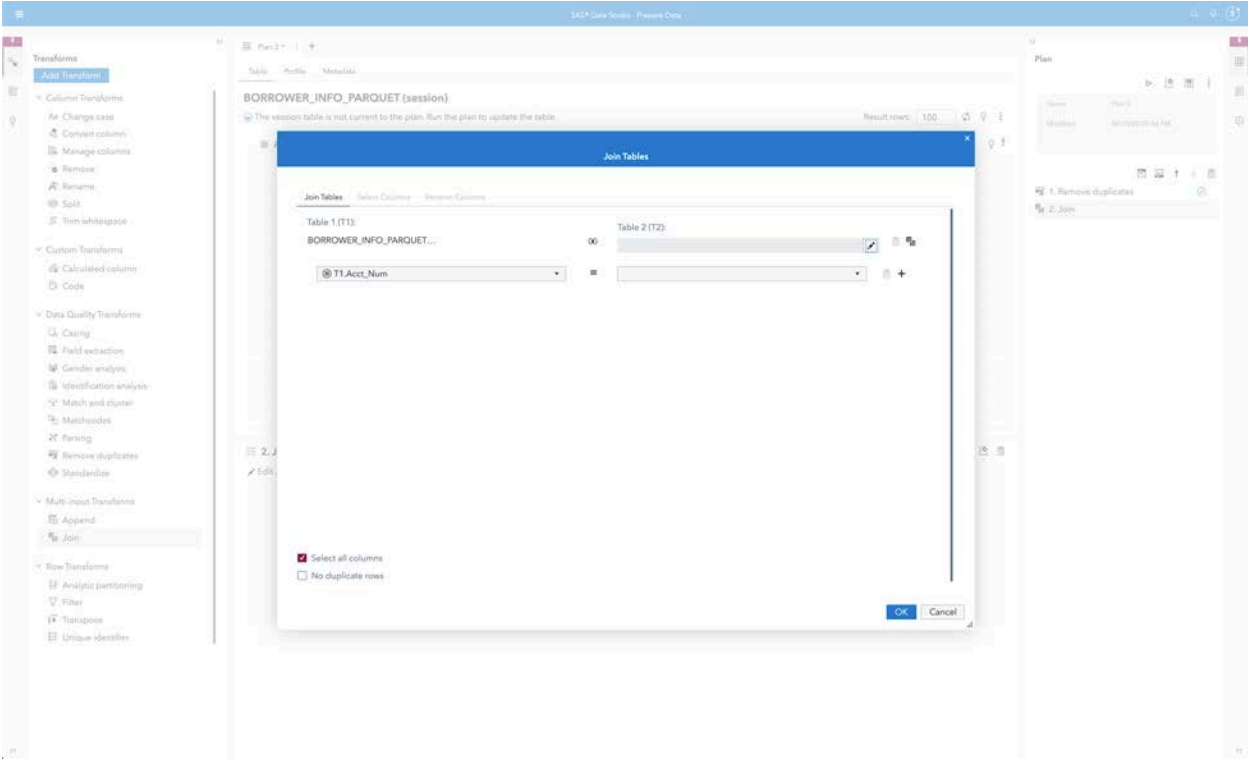 SAS® Data Studio - Prepare Data
Transforms
Add Transform
Column Transforms
Change case
Convert column
Manage columns
Remove
Rename
Split
Trim whitespace
Custom Transforms
Calculated column
Code
Data Quality Transforms
Casing
Field extraction
Gender analysis
Identification analysis
Match and cluster
Matchcodes
Parsing
Remove duplicates
Standardize
Multi-input Transforms
Append
Join
Row Transforms
Analytic partitioning
Filter
Transpose
Unique identifier
Plan 2 * +
Table Profile Metadata
BORROWER_INFO_PARQUET (session)
The session table is not current to the plan. Run the plan to update the table. Result rows: 100
Join Tables
Join Tables Select Columns Rename Columns
Table 1 (T1): Table 2 (T2):
BORROWER_INFO_PARQUET...
T1.Acct_Num = +
Select all columns
No duplicate rows
OK Cancel
2. J
Edit
Plan
Name: Plan 2
Modified:
1. Remove duplicates
2. Join